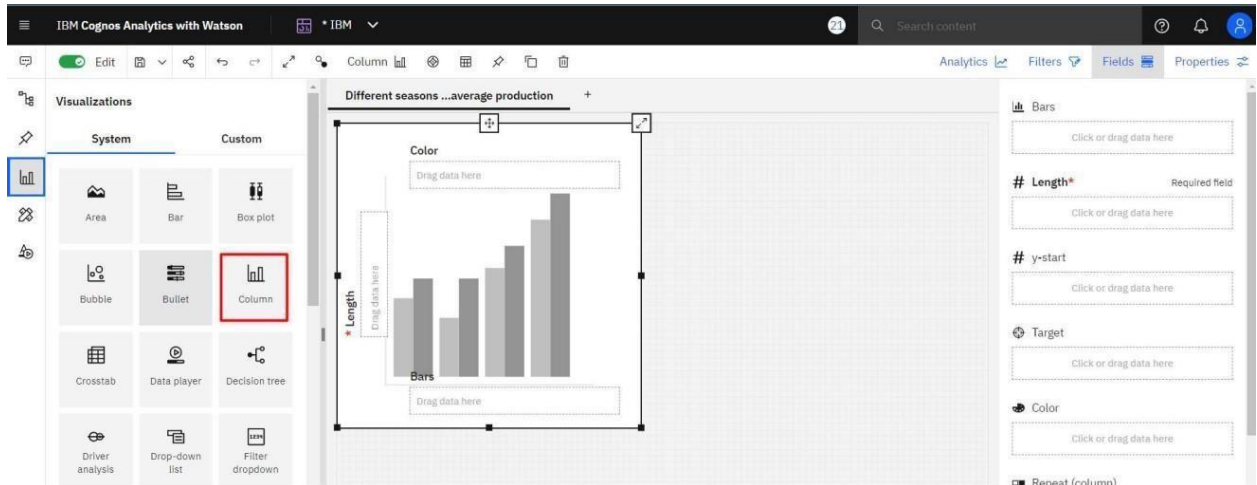 IBM Cognos Analytics with Watson
* IBM
21
Search content
Edit
Column
Analytics
Filters
Fields
Properties
Visualizations
System
Custom
Area
Bar
Box plot
Bubble
Bullet
Column
Crosstab
Data player
Decision tree
Driver
analysis
Drop-down
list
1234
Filter
dropdown
Different seasons ...average production
+
Color
Drag data here
* Length
Drag data here
Bars
Drag data here
Bars
Click or drag data here
# Length*
Required field
Click or drag data here
# y-start
Click or drag data here
Target
Click or drag data here
Color
Click or drag data here
Repeat (column)